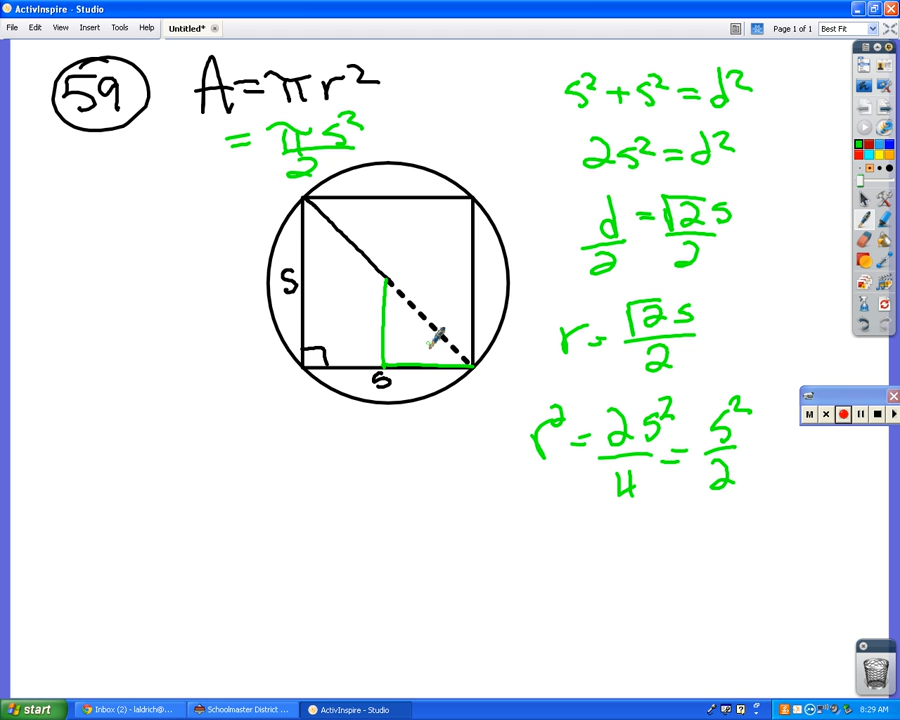 ActivInspire - Studio
File Edit View Insert Tools Help Untitled* Page 1 of 1 Best Fit
59
A = πr²
= πs²/2
s
s
s² + s² = d²
2s² = d²
d/2 = √2s/2
r = √2s/2
r² = 2s²/4 = s²/2
M
start Inbox (2) - laldrich@... Schoolmaster District ... ActivInspire - Studio 8:29 AM